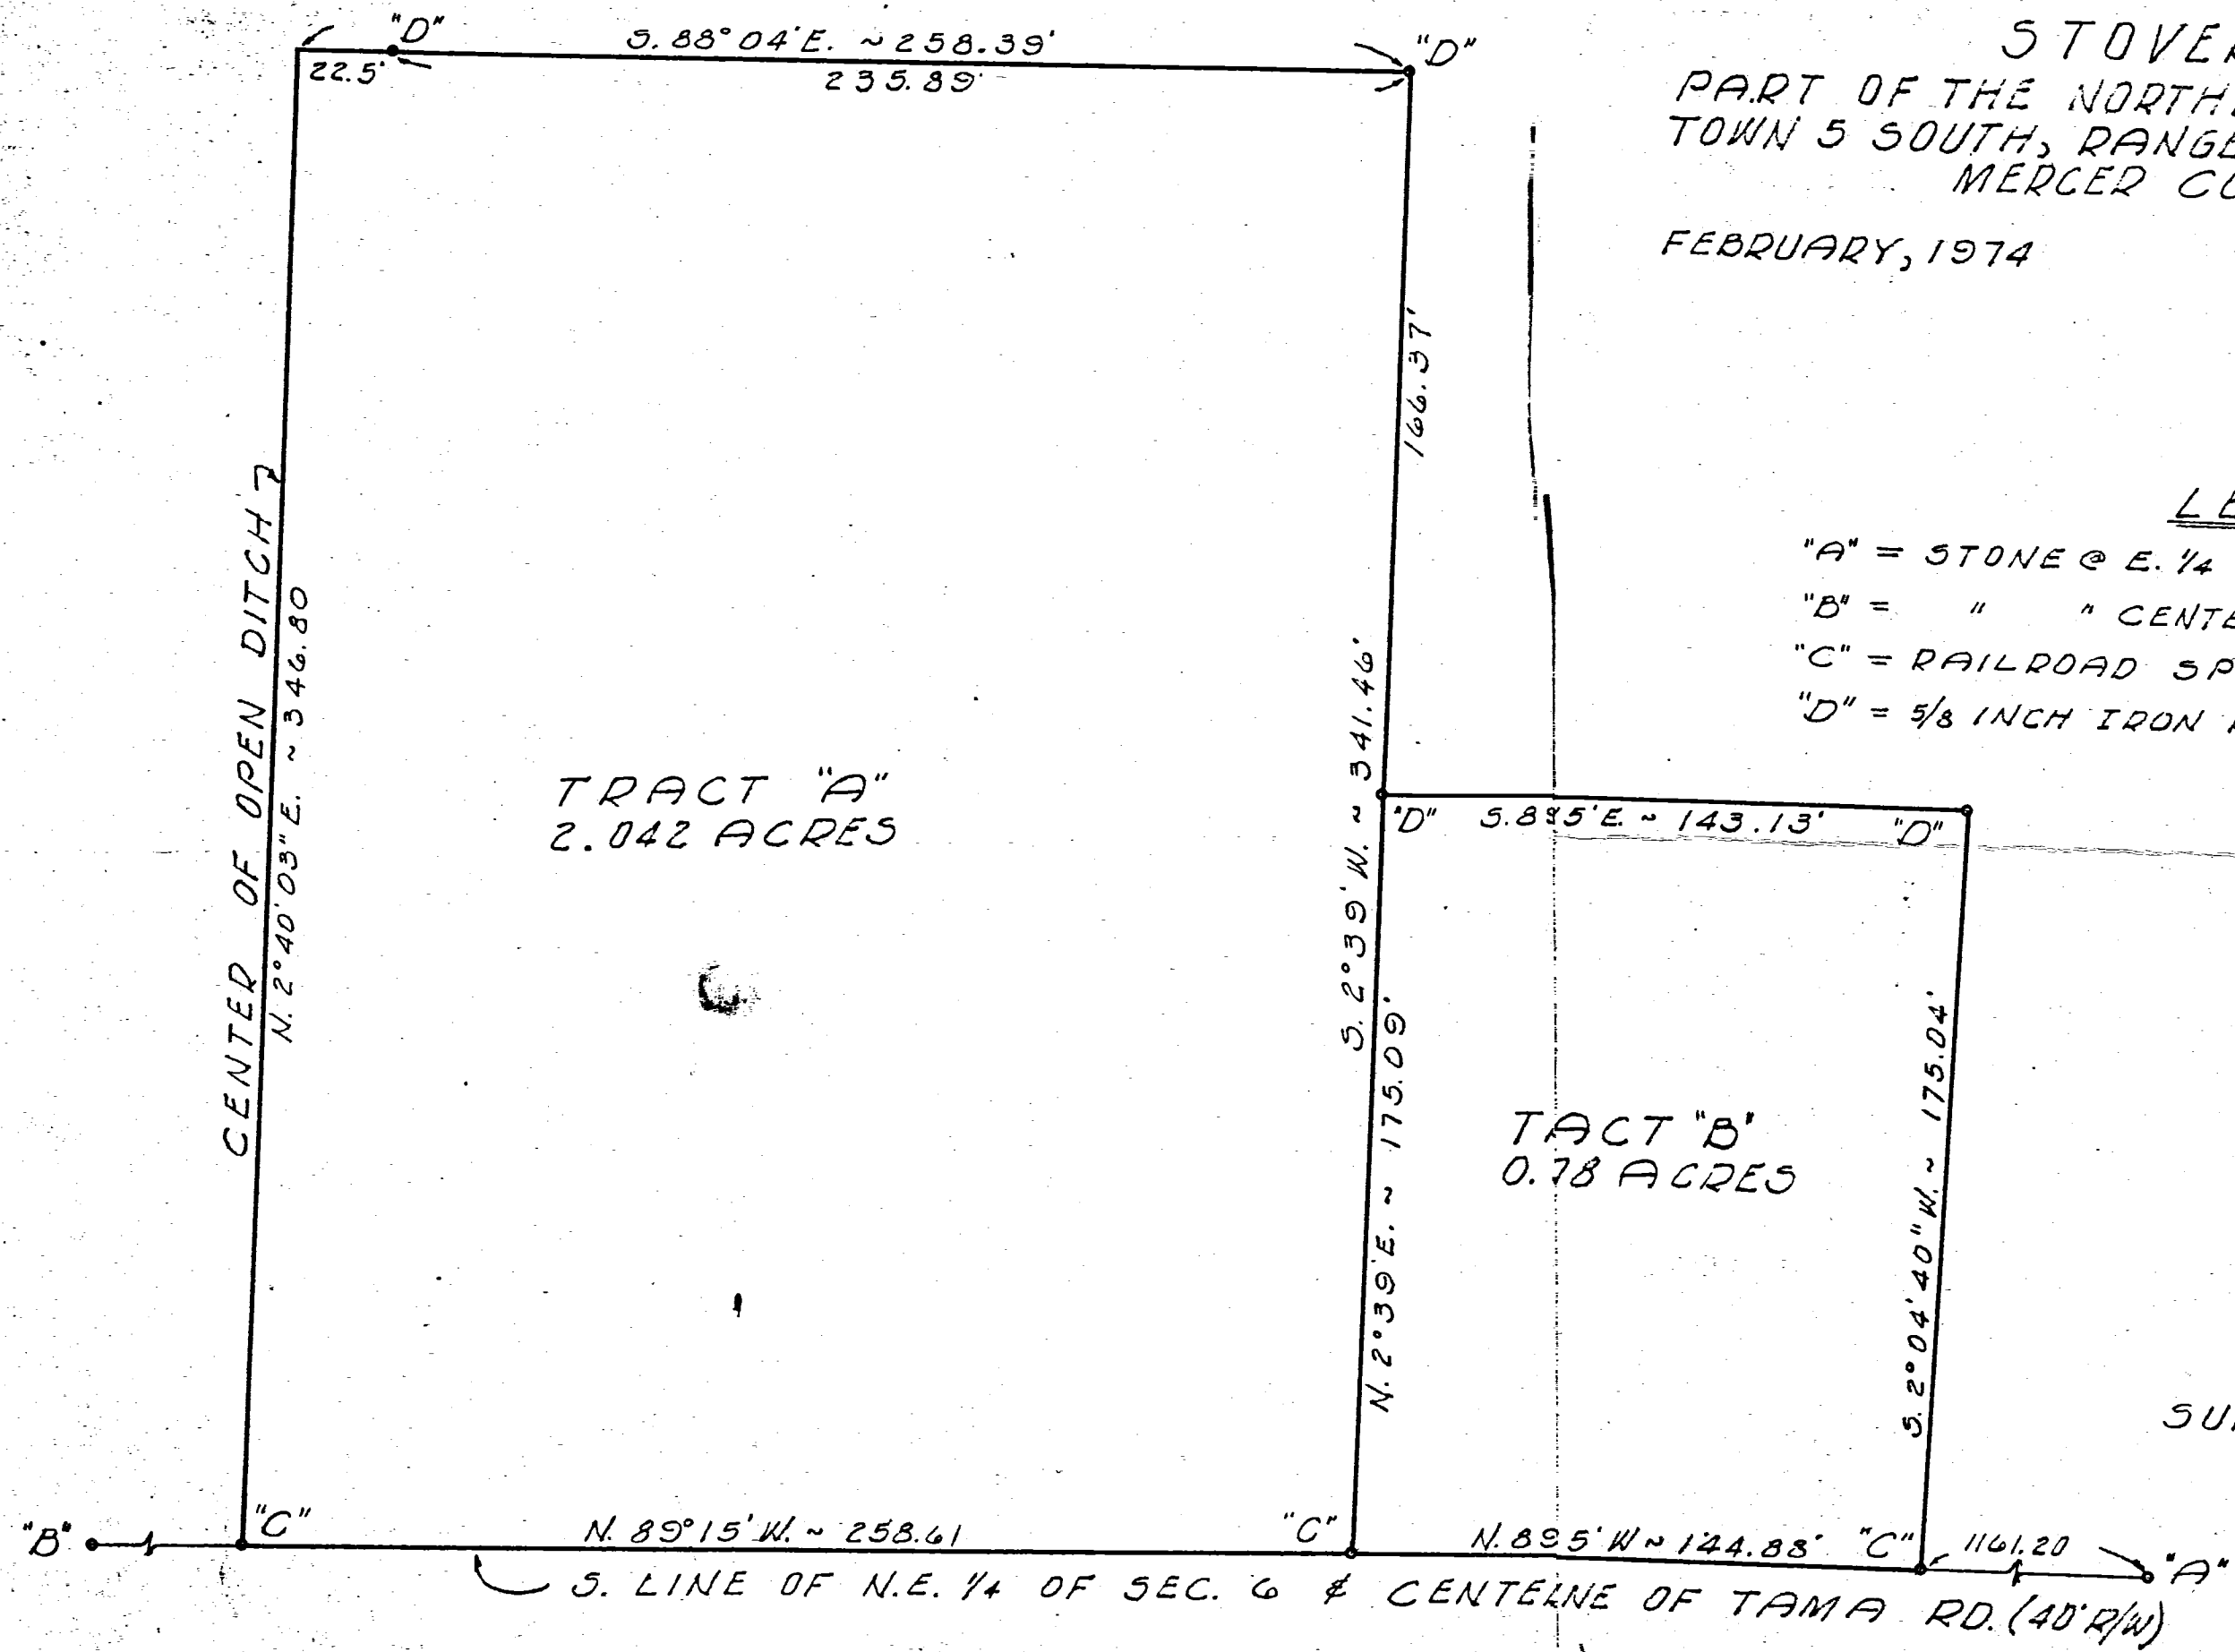 STOVER
PART OF THE NORTH
TOWN 5 SOUTH, RANGE
MERCER CO
FEBRUARY, 1974
"D"
S. 88° 04' E. ~ 258.39'
"D"
22.5'
235.89'
166.37'
LE
"A" = STONE @ E. 1/4
"B" = " " CENTE
"C" = RAILROAD SP
"D" = 5/8 INCH IRON
CENTER OF OPEN DITCH
N. 2° 40' 03" E. ~ 346.80
TRACT "A"
2.042 ACRES
S. 2° 39' W. ~ 341.46'
"D" S. 895' E. ~ 143.13' "D"
N. 2° 39' E. ~ 175.09'
TACT "B"
0.78 ACRES
S. 2° 04' 40" W. ~ 175.04'
SU
"B" "C" N. 89° 15' W. ~ 258.61 "C" N. 895' W ~ 144.88' "C" 1161.20 "A"
S. LINE OF N.E. 1/4 OF SEC. 6 & CENTELNE OF TAMA RD. (40' R/W)